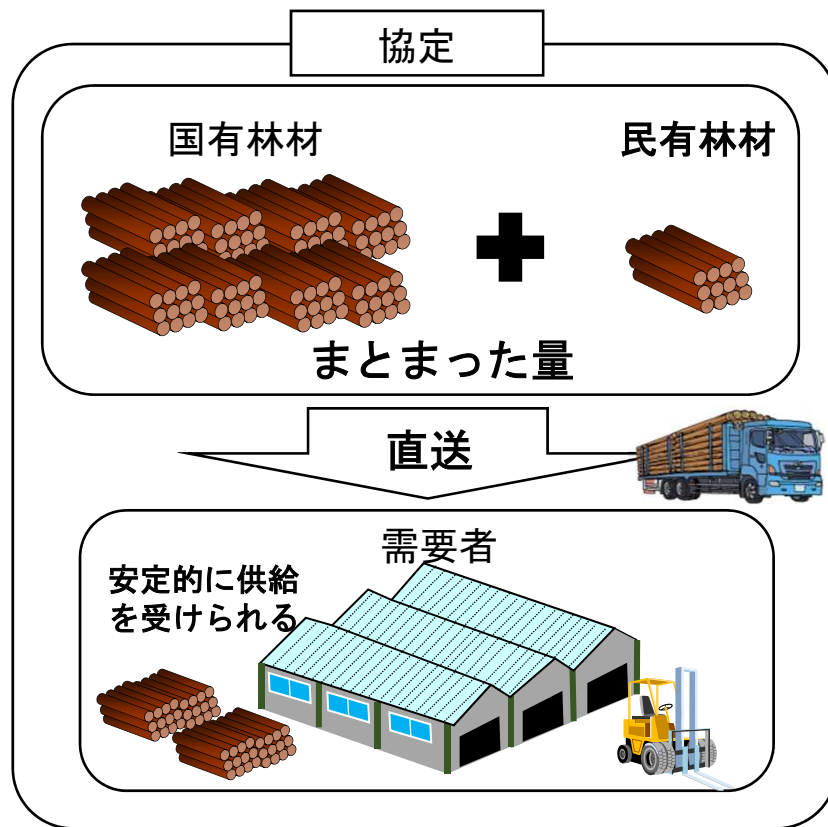 協定
国有林材
民有林材
まとまった量
直送
需要者
安定的に供給
を受けられる